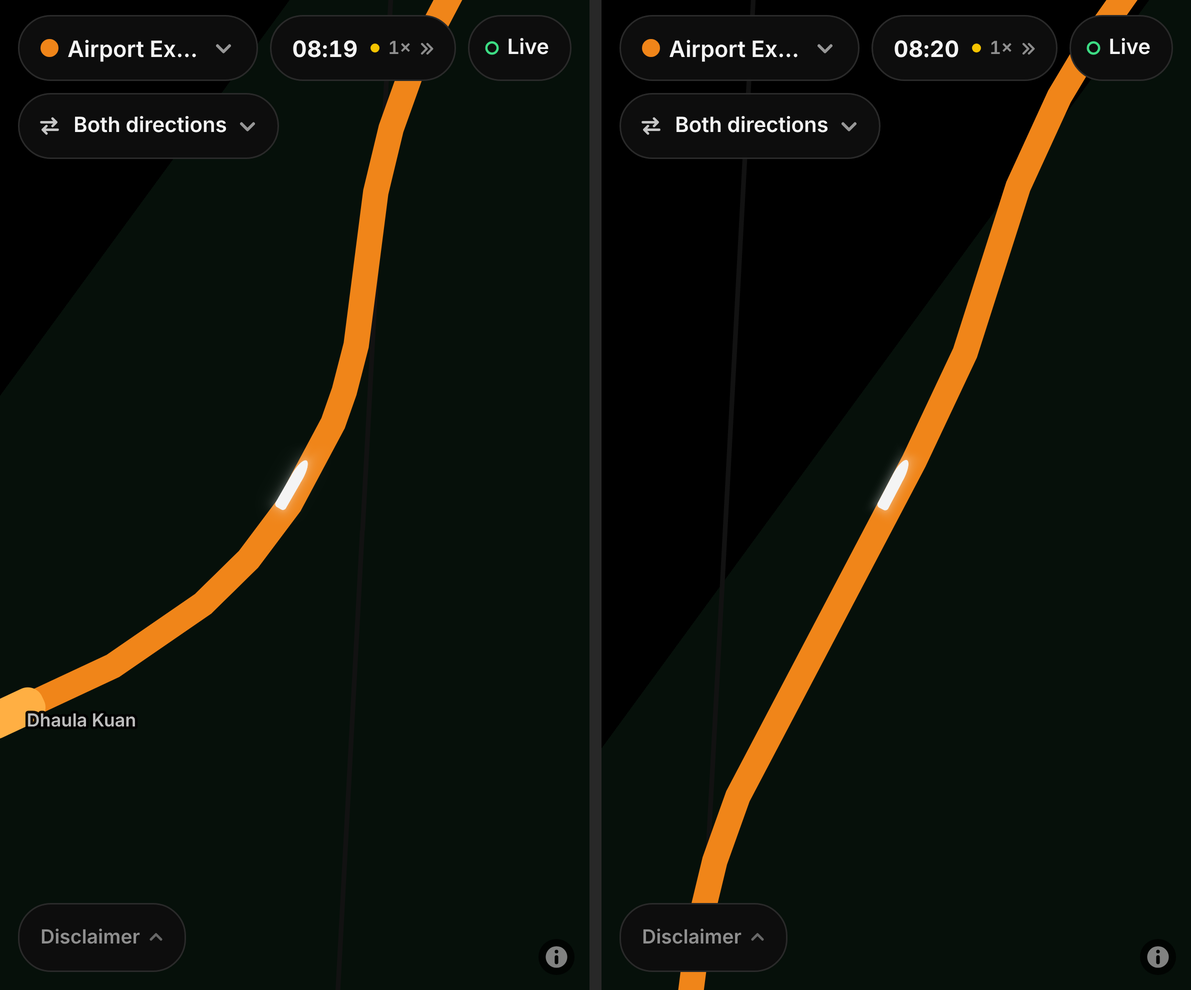 Airport Ex... 08:19 1× Live
Both directions
Dhaula Kuan
Disclaimer
Airport Ex... 08:20 1× Live
Both directions
Disclaimer